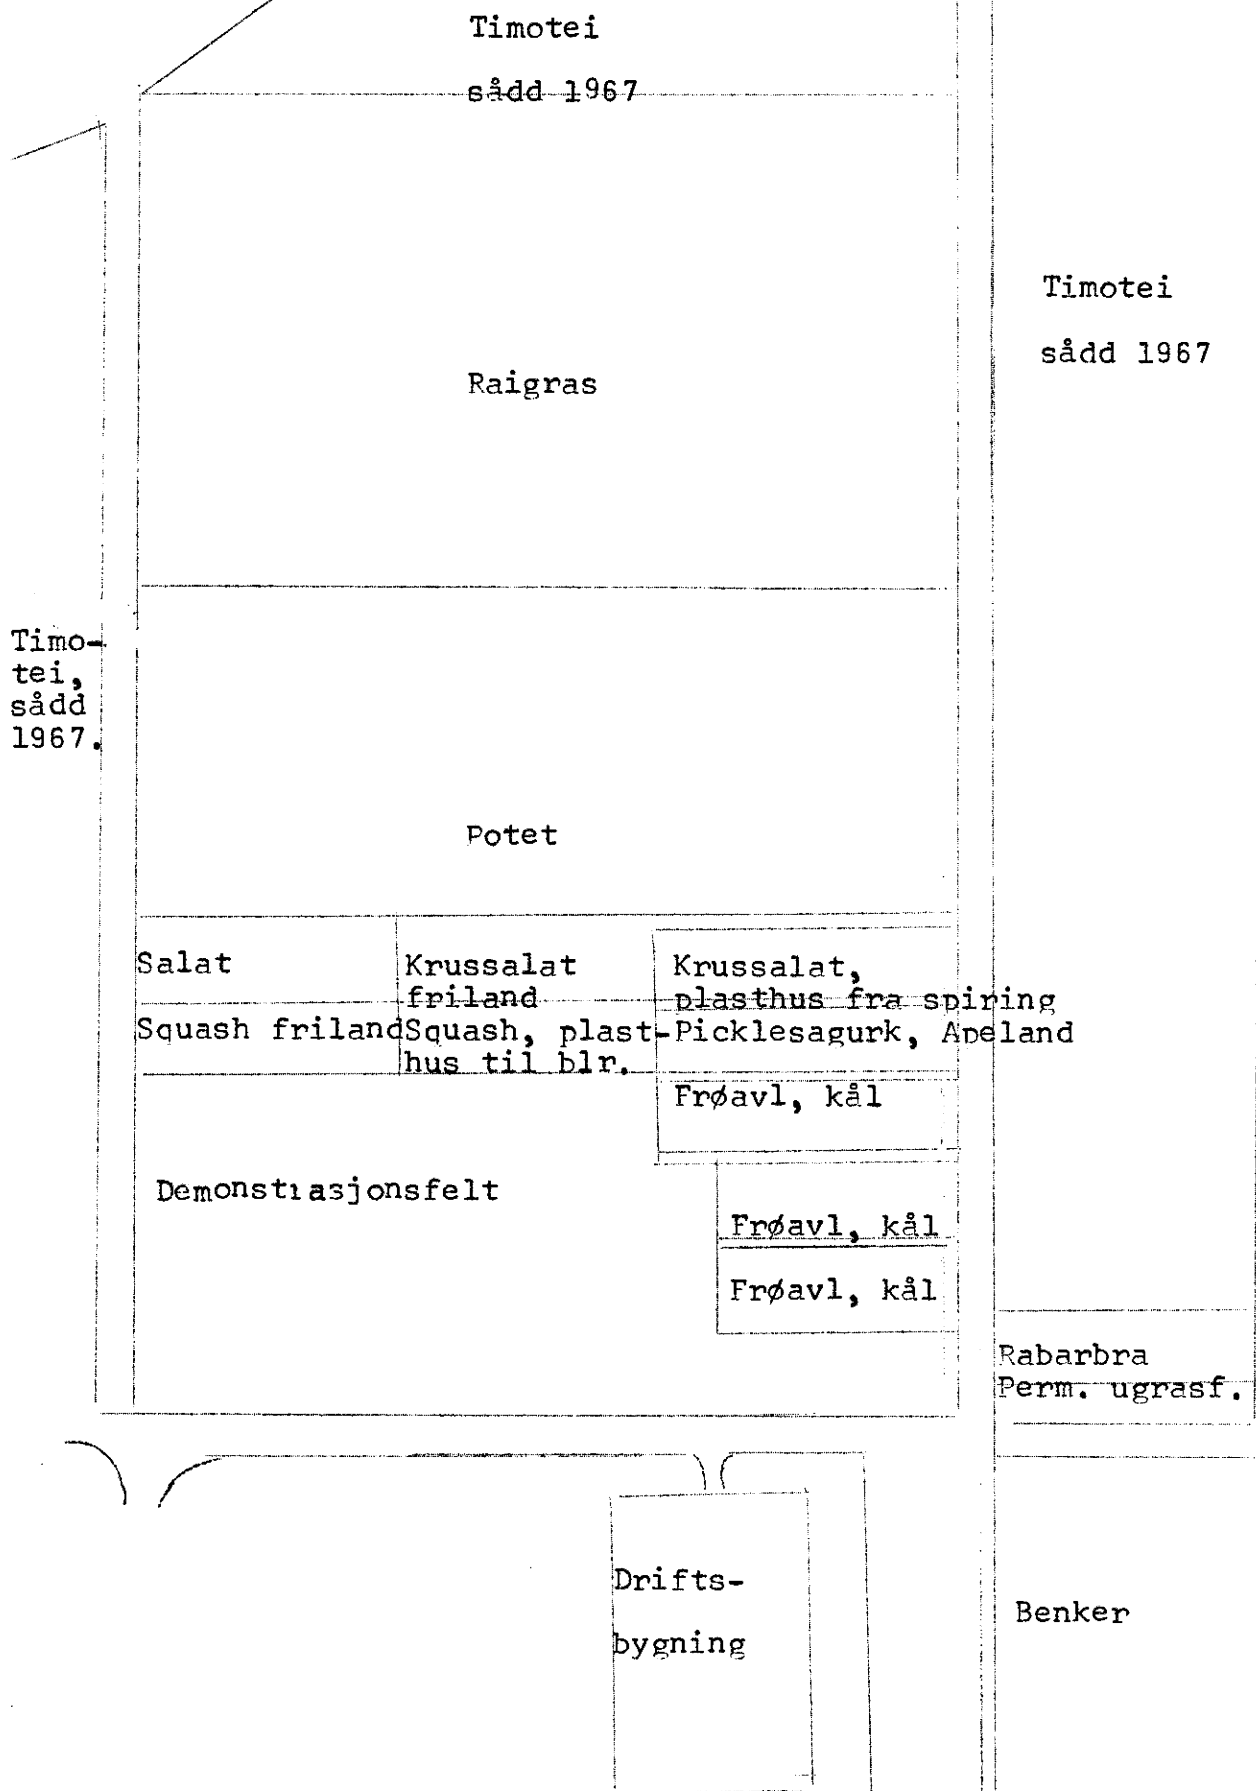 Timotei
sådd 1967
Timotei
sådd 1967
Raigras
Timo-
tei,
sådd
1967.
Potet
Salat
Krussalat
friland
Krussalat,
plasthus fra spiring
Squash friland
Squash, plast-
hus til blr.
Picklesagurk, Apeland
Frøavl, kål
Demonstrasjonsfelt
Frøavl, kål
Frøavl, kål
Rabarbra
Perm. ugrasf.
Drifts-
bygning
Benker